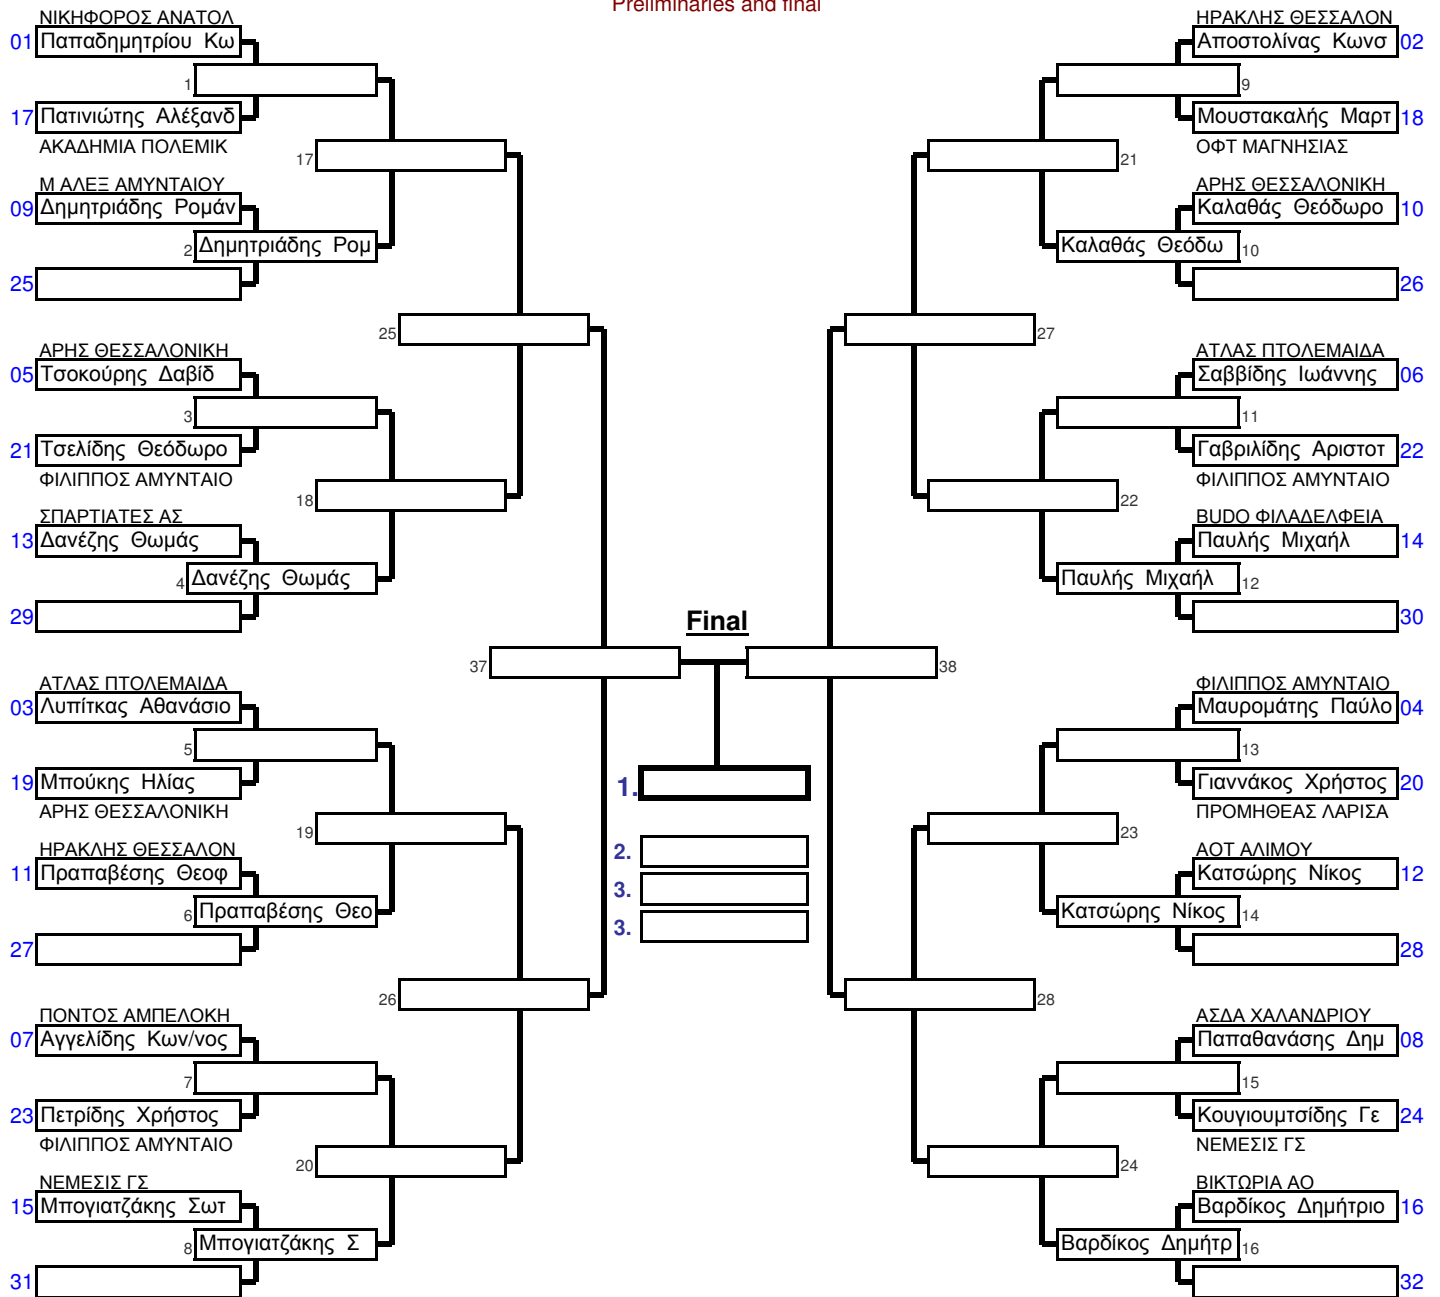 Preliminaries and final
ΝΙΚΗΦΟΡΟΣ ΑΝΑΤΟΛ
01 Παπαδημητρίου Κω
1
17 Πατινιώτης Αλέξανδ
ΑΚΑΔΗΜΙΑ ΠΟΛΕΜΙΚ
17
Μ ΑΛΕΞ ΑΜΥΝΤΑΙΟΥ
09 Δημητριάδης Ρομάν
2 Δημητριάδης Ρομ
25
25
ΑΡΗΣ ΘΕΣΣΑΛΟΝΙΚΗ
05 Τσοκούρης Δαβίδ
3
21 Τσελίδης Θεόδωρο
ΦΙΛΙΠΠΟΣ ΑΜΥΝΤΑΙΟ
18
ΣΠΑΡΤΙΑΤΕΣ ΑΣ
13 Δανέζης Θωμάς
4 Δανέζης Θωμάς
29
37
ΑΤΛΑΣ ΠΤΟΛΕΜΑΙΔΑ
03 Λυπίτκας Αθανάσιο
5
19 Μπούκης Ηλίας
ΑΡΗΣ ΘΕΣΣΑΛΟΝΙΚΗ
19
ΗΡΑΚΛΗΣ ΘΕΣΣΑΛΟΝ
11 Πραπαβέσης Θεοφ
6 Πραπαβέσης Θεο
27
26
ΠΟΝΤΟΣ ΑΜΠΕΛΟΚΗ
07 Αγγελίδης Κων/νος
7
23 Πετρίδης Χρήστος
ΦΙΛΙΠΠΟΣ ΑΜΥΝΤΑΙΟ
20
ΝΕΜΕΣΙΣ ΓΣ
15 Μπογιατζάκης Σωτ
8 Μπογιατζάκης Σ
31
Final
1.
2.
3.
3.
ΗΡΑΚΛΗΣ ΘΕΣΣΑΛΟΝ
Αποστολίνας Κωνσ 02
9
Μουστακαλής Μαρτ 18
ΟΦΤ ΜΑΓΝΗΣΙΑΣ
21
ΑΡΗΣ ΘΕΣΣΑΛΟΝΙΚΗ
Καλαθάς Θεόδωρο 10
Καλαθάς Θεόδω 10
26
27
ΑΤΛΑΣ ΠΤΟΛΕΜΑΙΔΑ
Σαββίδης Ιωάννης 06
11
Γαβριλίδης Αριστοτ 22
ΦΙΛΙΠΠΟΣ ΑΜΥΝΤΑΙΟ
22
BUDO ΦΙΛΑΔΕΛΦΕΙΑ
Παυλής Μιχαήλ 14
Παυλής Μιχαήλ 12
30
38
ΦΙΛΙΠΠΟΣ ΑΜΥΝΤΑΙΟ
Μαυρομάτης Παύλο 04
13
Γιαννάκος Χρήστος 20
ΠΡΟΜΗΘΕΑΣ ΛΑΡΙΣΑ
23
ΑΟΤ ΑΛΙΜΟΥ
Κατσώρης Νίκος 12
Κατσώρης Νίκος 14
28
28
ΑΣΔΑ ΧΑΛΑΝΔΡΙΟΥ
Παπαθανάσης Δημ 08
15
Κουγιουμτσίδης Γε 24
ΝΕΜΕΣΙΣ ΓΣ
24
ΒΙΚΤΩΡΙΑ ΑΟ
Βαρδίκος Δημήτριο 16
Βαρδίκος Δημήτρ 16
32